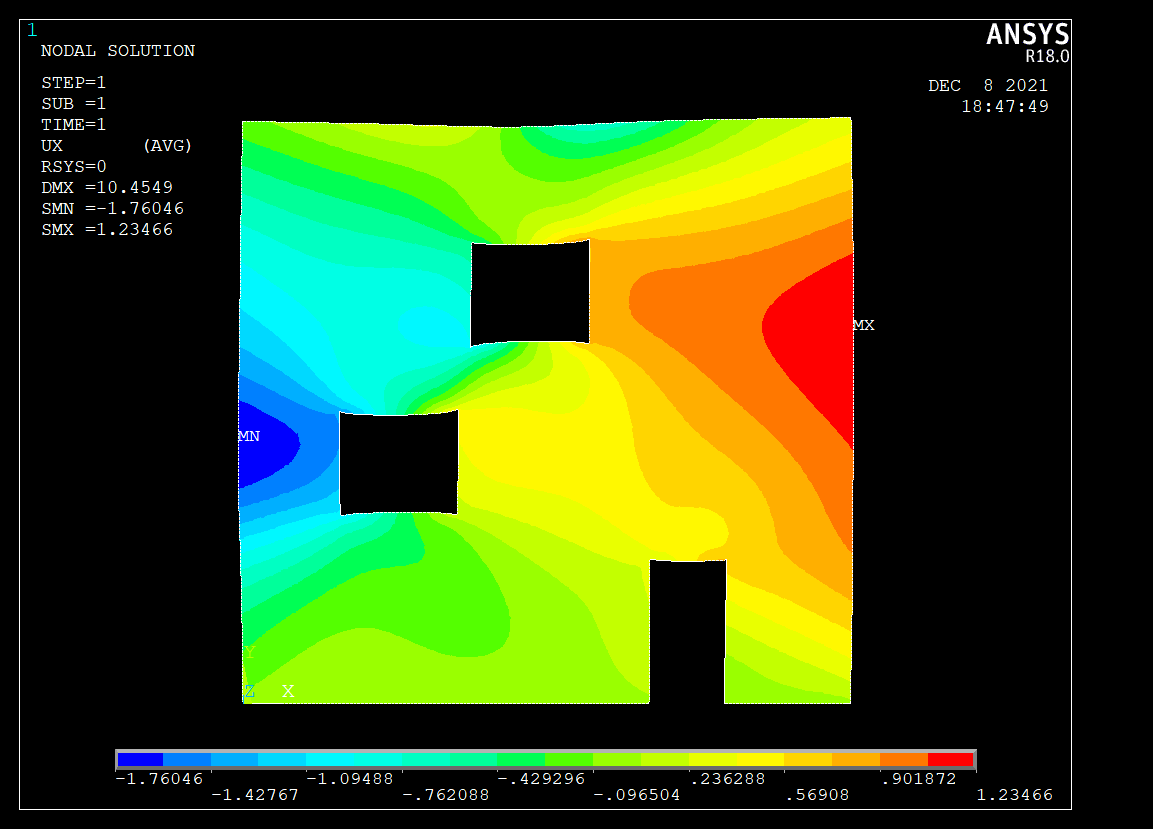 1
ANSYS
R18.0
NODAL SOLUTION
STEP=1
SUB =1
TIME=1
UX (AVG)
RSYS=0
DMX =10.4549
SMN =-1.76046
SMX =1.23466
DEC 8 2021
18:47:49
MX
MN
Y
Z X
-1.76046 -1.09488 -.429296 .236288 .901872
-1.42767 -.762088 -.096504 .56908 1.23466